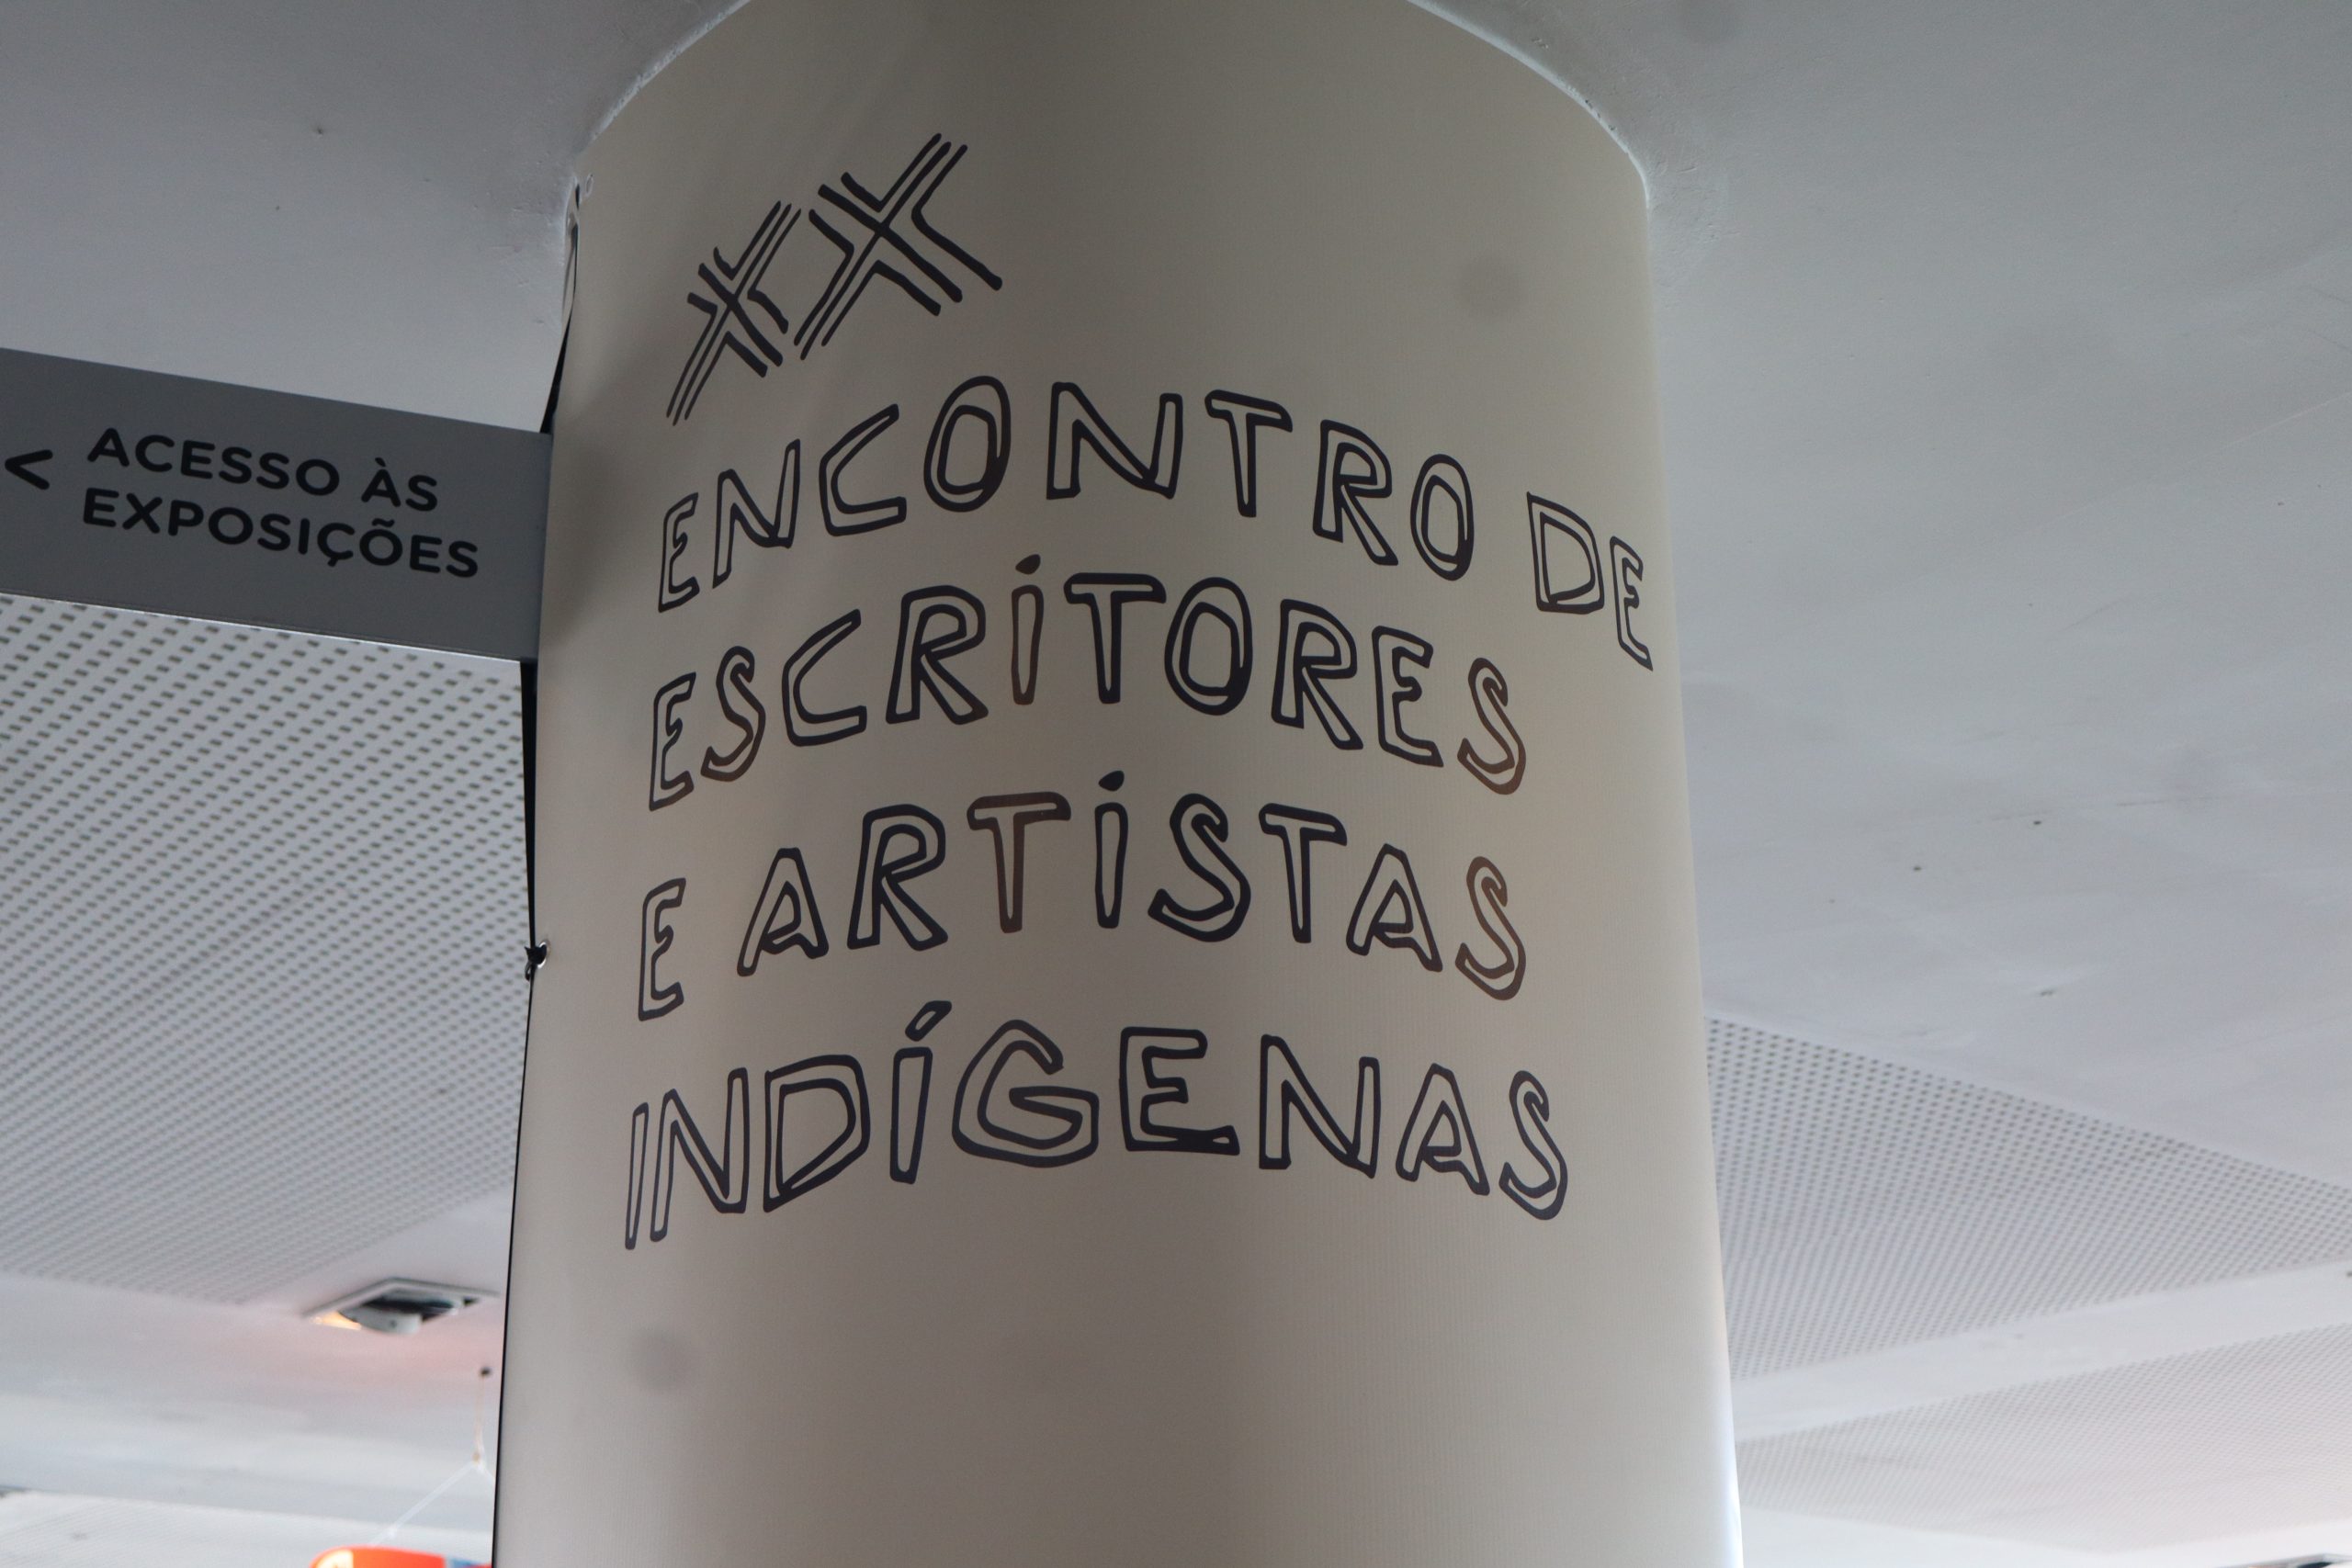 XX
ENCONTRO DE
ESCRITORES
E ARTISTAS
INDÍGENAS
< ACESSO ÀS
EXPOSIÇÕES